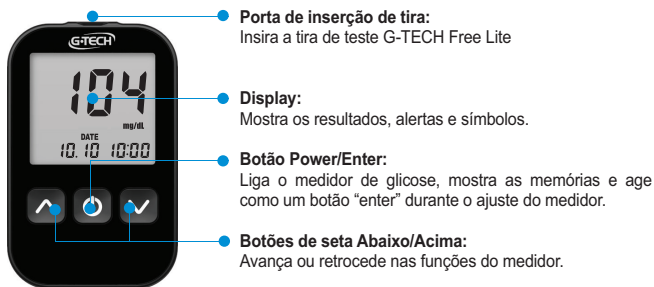 Porta de inserção de tira:
Insira a tira de teste G-TECH Free Lite
G-TECH
104
mg/dL
DATE
10.10 10:00
Display:
Mostra os resultados, alertas e símbolos.
Botão Power/Enter:
Liga o medidor de glicose, mostra as memórias e age
como um botão “enter” durante o ajuste do medidor.
Botões de seta Abaixo/Acima:
Avança ou retrocede nas funções do medidor.